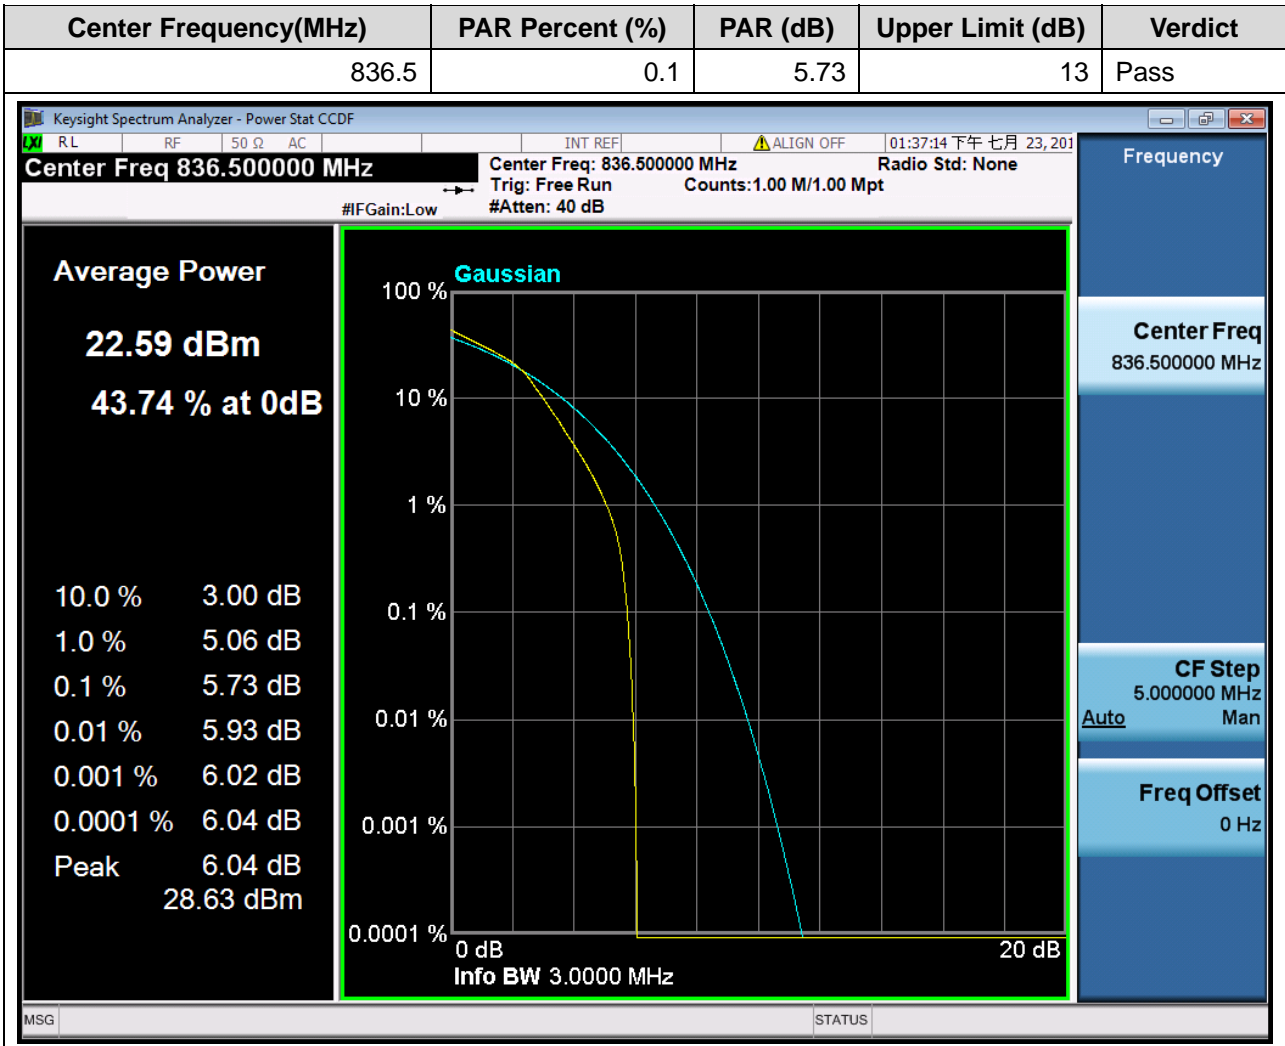 Center Frequency(MHz) PAR Percent (%) PAR (dB) Upper Limit (dB) Verdict
836.5 0.1 5.73 13 Pass
Keysight Spectrum Analyzer - Power Stat CCDF
LXI RL RF 50 Ω AC INT REF ALIGN OFF 01:37:14 下午 七月 23, 201
Center Freq 836.500000 MHz
Center Freq: 836.500000 MHz Radio Std: None
Trig: Free Run Counts:1.00 M/1.00 Mpt
#IFGain:Low #Atten: 40 dB
Frequency
Average Power
22.59 dBm
43.74 % at 0dB
10.0 % 3.00 dB
1.0 % 5.06 dB
0.1 % 5.73 dB
0.01 % 5.93 dB
0.001 % 6.02 dB
0.0001 % 6.04 dB
Peak 6.04 dB
28.63 dBm
Gaussian
100 %
10 %
1 %
0.1 %
0.01 %
0.001 %
0.0001 %
0 dB 20 dB
Info BW 3.0000 MHz
Center Freq
836.500000 MHz
CF Step
5.000000 MHz
Auto Man
Freq Offset
0 Hz
MSG STATUS